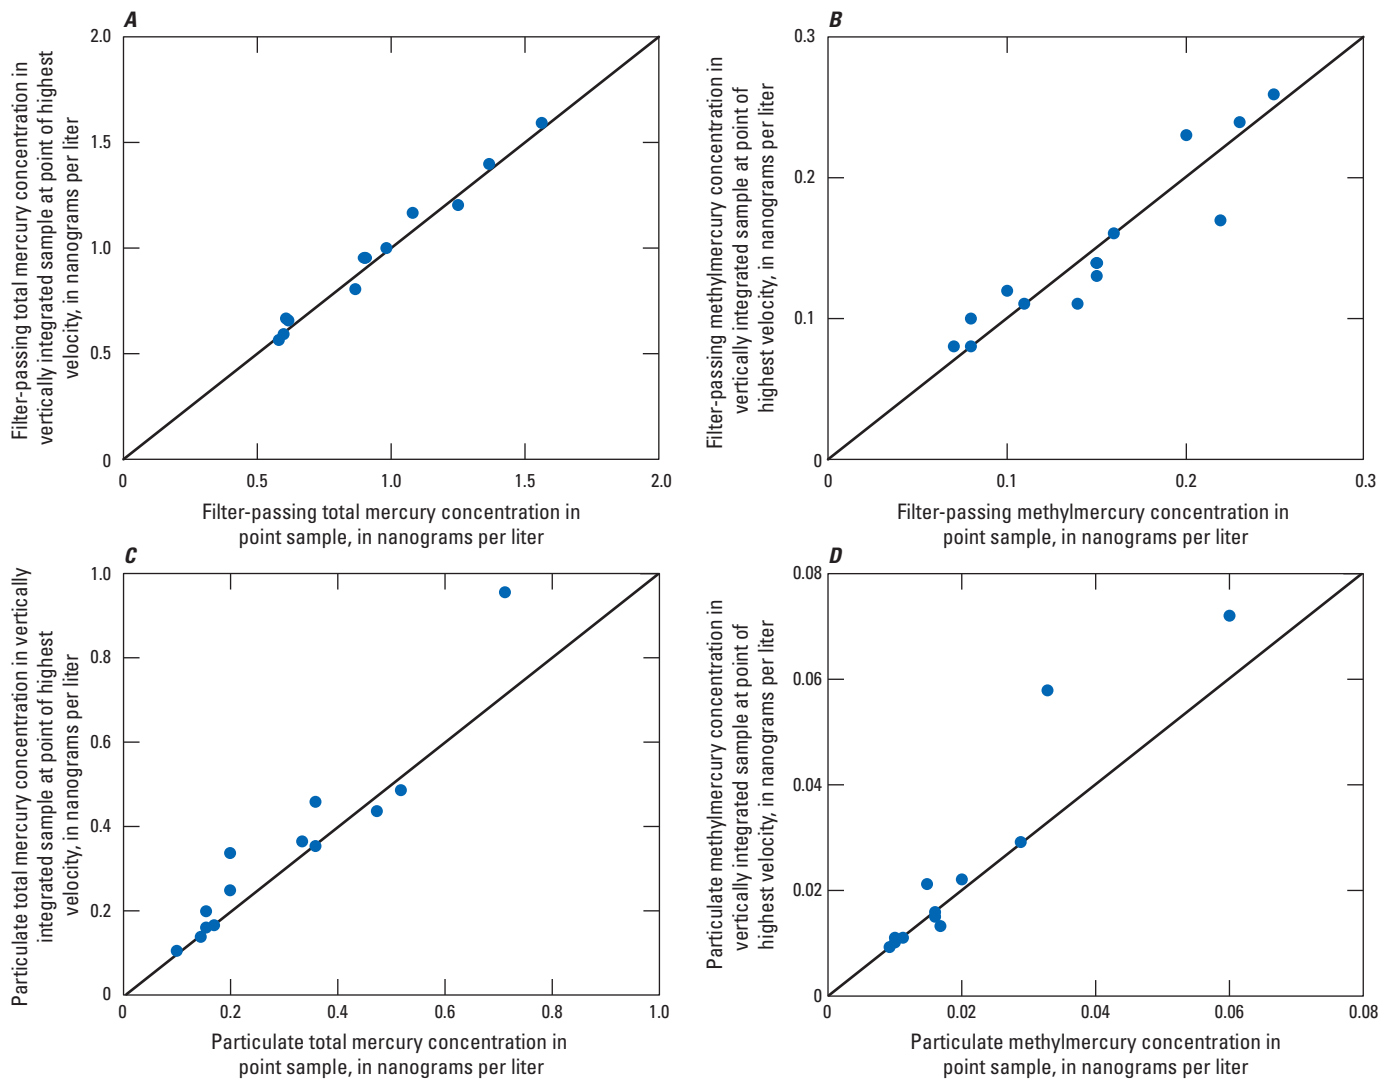 A
Filter-passing total mercury concentration in
vertically integrated sample at point of highest
velocity, in nanograms per liter
2.0
1.5
1.0
0.5
0
0
0.5
1.0
1.5
2.0
Filter-passing total mercury concentration in
point sample, in nanograms per liter
B
Filter-passing methylmercury concentration in
vertically integrated sample at point of
highest velocity, in nanograms per liter
0.3
0.2
0.1
0
0
0.1
0.2
0.3
Filter-passing methylmercury concentration in
point sample, in nanograms per liter
C
Particulate total mercury concentration in vertically
integrated sample at point of highest
velocity, in nanograms per liter
1.0
0.8
0.6
0.4
0.2
0
0
0.2
0.4
0.6
0.8
1.0
Particulate total mercury concentration in
point sample, in nanograms per liter
D
Particulate methylmercury concentration in
vertically integrated sample at point of
highest velocity, in nanograms per liter
0.08
0.06
0.04
0.02
0
0
0.02
0.04
0.06
0.08
Particulate methylmercury concentration in
point sample, in nanograms per liter